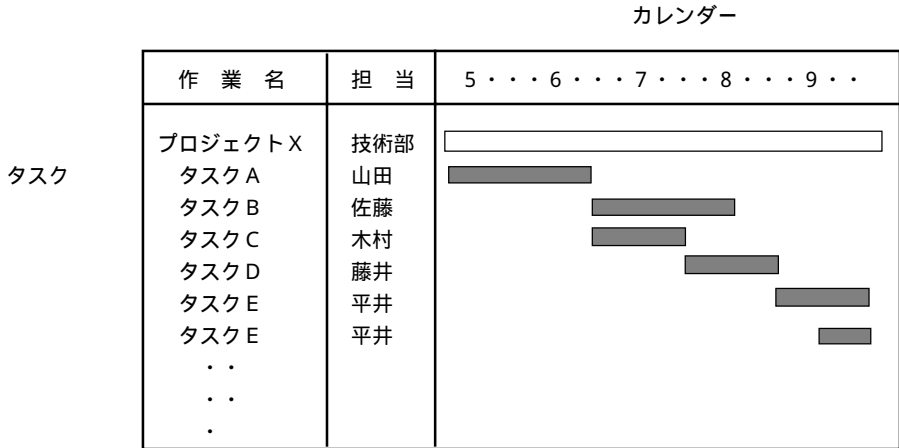 カレンダー
作 業 名 担 当 5・・・6・・・7・・・8・・・9・・
プロジェクトX 技術部
タスク
タスクA 山田
タスクB 佐藤
タスクC 木村
タスクD 藤井
タスクE 平井
タスクE 平井
・・
・・
・